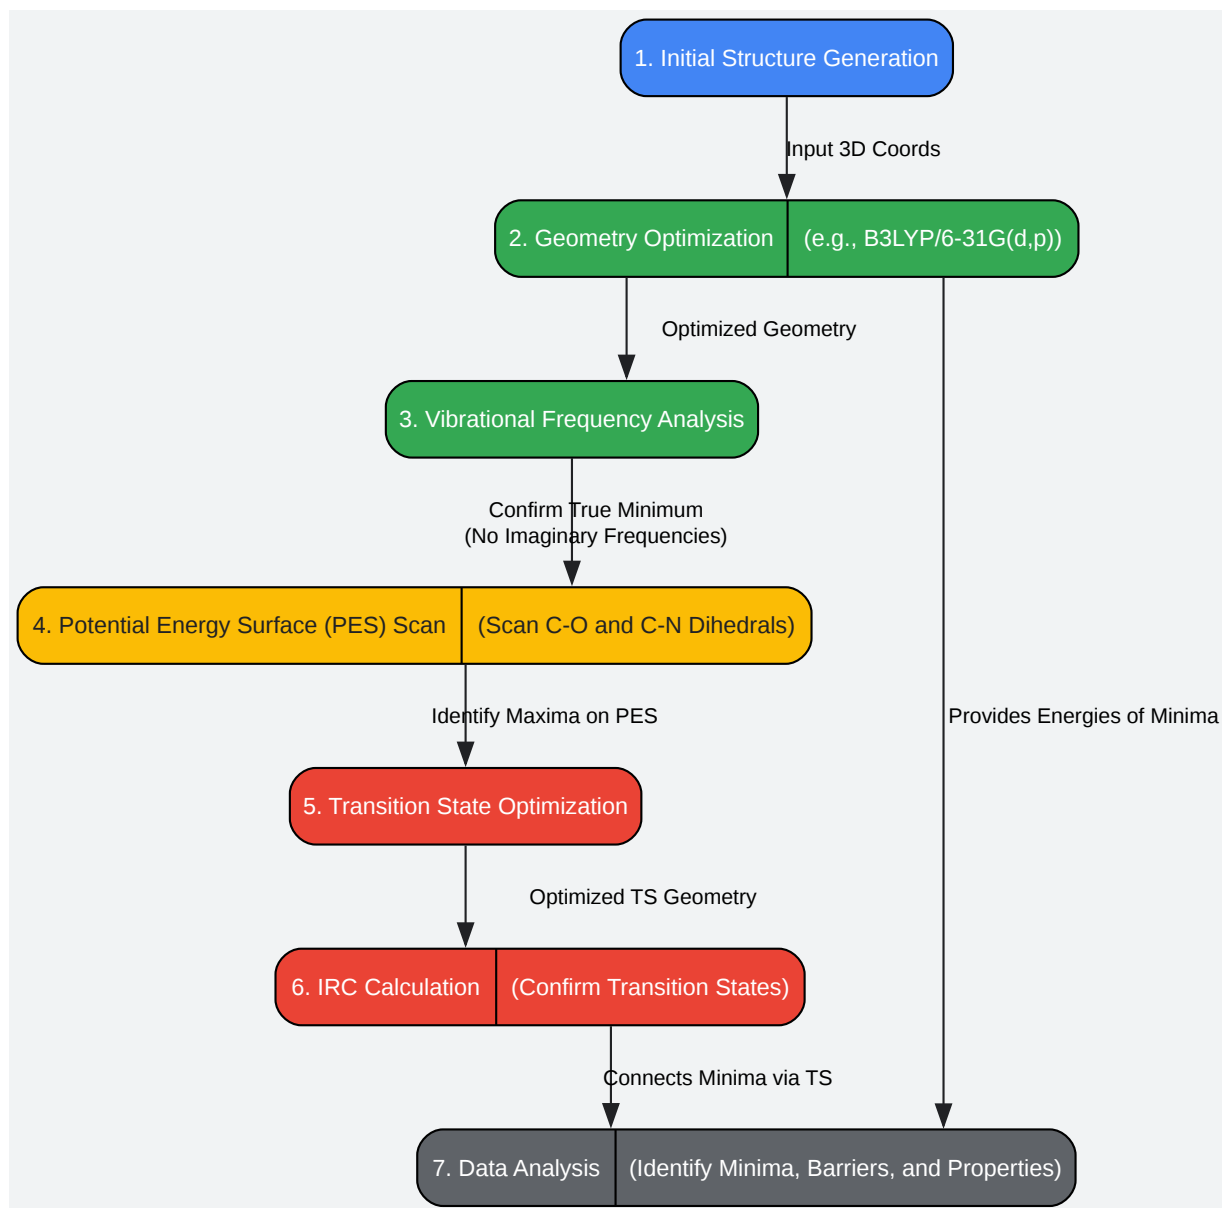 1. Initial Structure Generation
Input 3D Coords
2. Geometry Optimization
(e.g., B3LYP/6-31G(d,p))
Optimized Geometry
3. Vibrational Frequency Analysis
Confirm True Minimum
(No Imaginary Frequencies)
4. Potential Energy Surface (PES) Scan
(Scan C-O and C-N Dihedrals)
Identify Maxima on PES
Provides Energies of Minima
5. Transition State Optimization
Optimized TS Geometry
6. IRC Calculation
(Confirm Transition States)
Connects Minima via TS
7. Data Analysis
(Identify Minima, Barriers, and Properties)